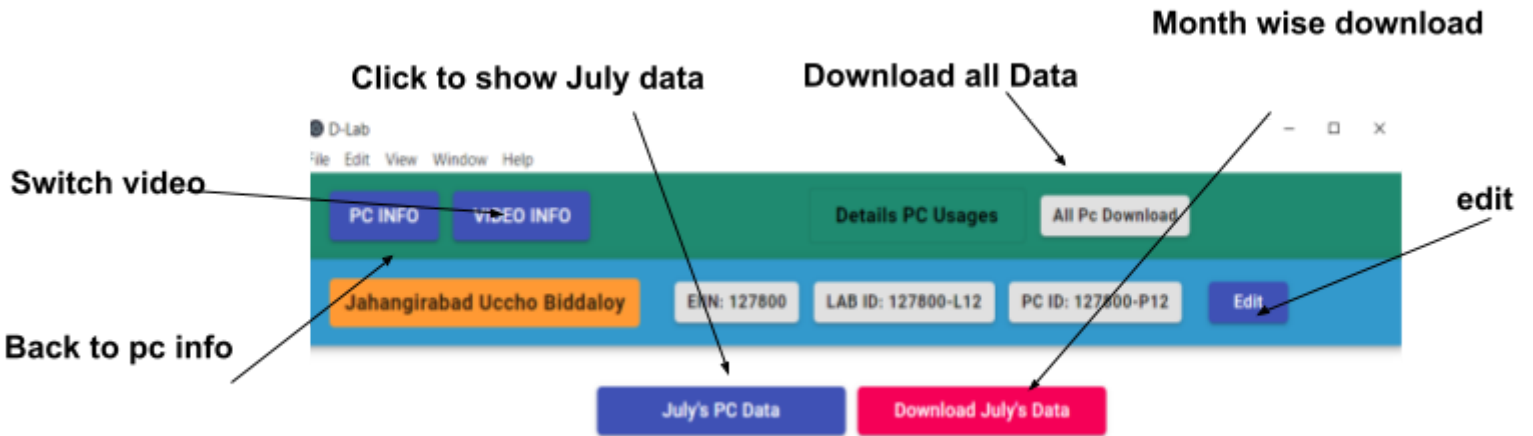 Month wise download
Click to show July data
Download all Data
D-Lab
File Edit View Window Help
Switch video
PC INFO
VIDEO INFO
Details PC Usages
All Pc Download
edit
Jahangirabad Uccho Biddaloy
EIIN: 127800
LAB ID: 127800-L12
PC ID: 127800-P12
Edit
Back to pc info
July's PC Data
Download July's Data